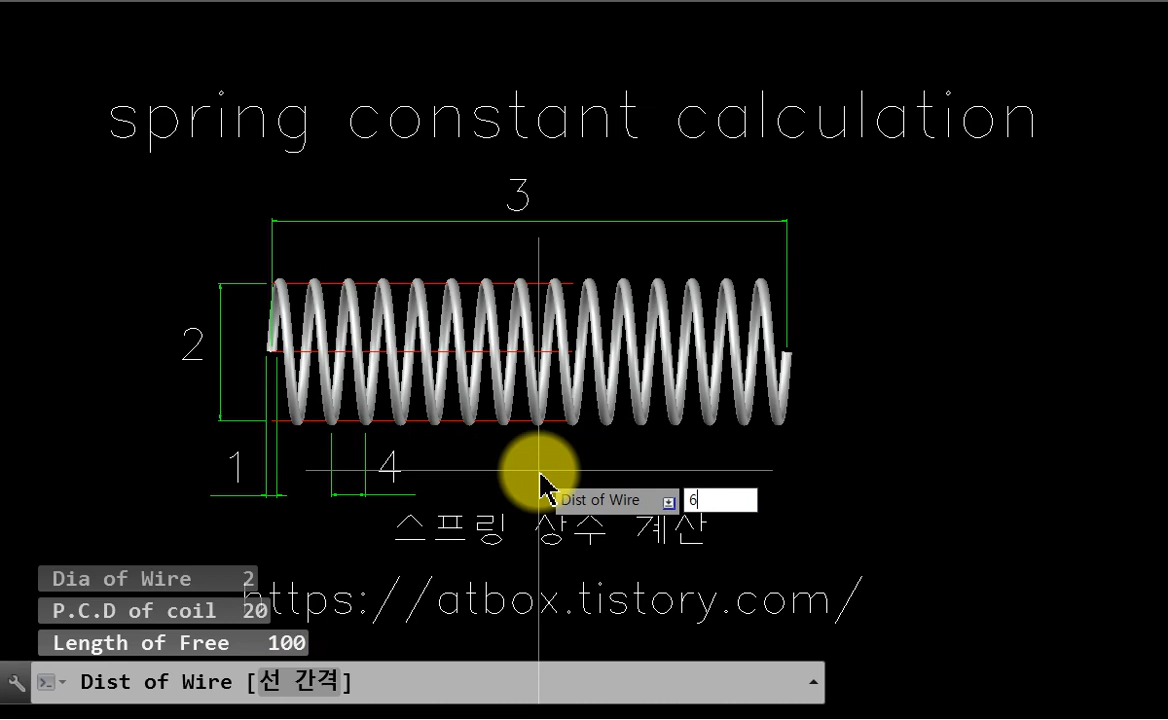 spring constant calculation
3
2
1
4
Dist of Wire 6
스프링 상수 계산
https://atbox.tistory.com/
Dia of Wire 2
P.C.D of coil 20
Length of Free 100
Dist of Wire [선 간격]